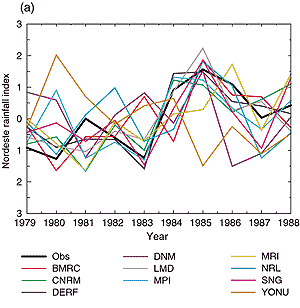 (a)
3
2
1
0
1
2
3
Nordeste rainfall index
1979 1980 1981 1982 1983 1984 1985 1986 1987 1988
Year
Obs DNM MRI
BMRC LMD NRL
CNRM MPI SNG
DERF YONU